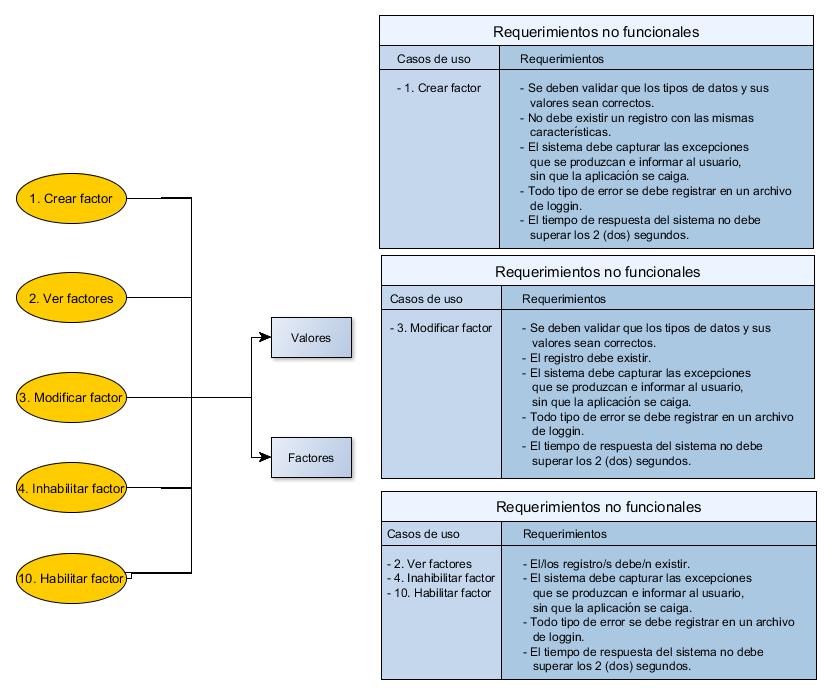 1. Crear factor
2. Ver factores
3. Modificar factor
4. Inhabilitar factor
10. Habilitar factor
Valores
Factores
Requerimientos no funcionales
Casos de uso
Requerimientos
- 1. Crear factor
- Se deben validar que los tipos de datos y sus
valores sean correctos.
- No debe existir un registro con las mismas
características.
- El sistema debe capturar las excepciones
que se produzcan e informar al usuario,
sin que la aplicación se caiga.
- Todo tipo de error se debe registrar en un archivo
de loggin.
- El tiempo de respuesta del sistema no debe
superar los 2 (dos) segundos.
Requerimientos no funcionales
Casos de uso
Requerimientos
- 3. Modificar factor
- Se deben validar que los tipos de datos y sus
valores sean correctos.
- El registro debe existir.
- El sistema debe capturar las excepciones
que se produzcan e informar al usuario,
sin que la aplicación se caiga.
- Todo tipo de error se debe registrar en un archivo
de loggin.
- El tiempo de respuesta del sistema no debe
superar los 2 (dos) segundos.
Requerimientos no funcionales
Casos de uso
Requerimientos
- 2. Ver factores
- 4. Inahibilitar factor
- 10. Habilitar factor
- El/los registro/s debe/n existir.
- El sistema debe capturar las excepciones
que se produzcan e informar al usuario,
sin que la aplicación se caiga.
- Todo tipo de error se debe registrar en un archivo
de loggin.
- El tiempo de respuesta del sistema no debe
superar los 2 (dos) segundos.